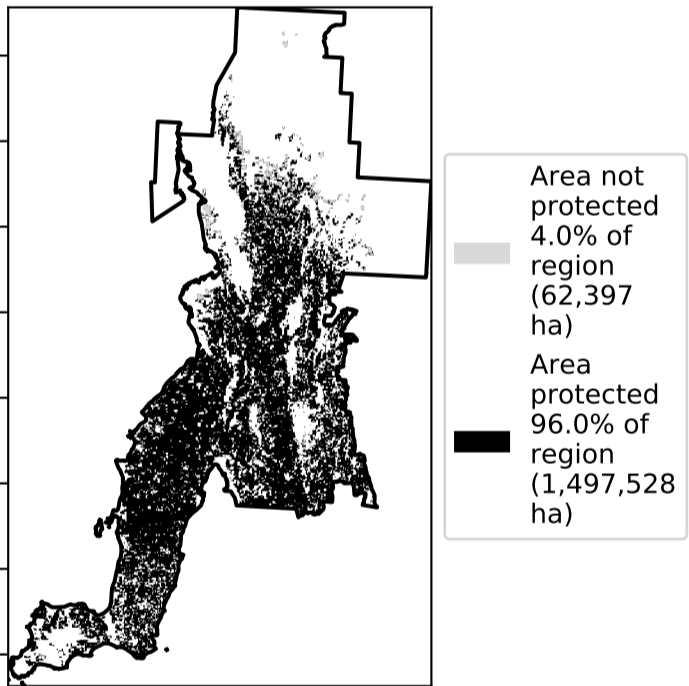 Area not
protected
4.0% of
region
(62,397
ha)
Area
protected
96.0% of
region
(1,497,528
ha)